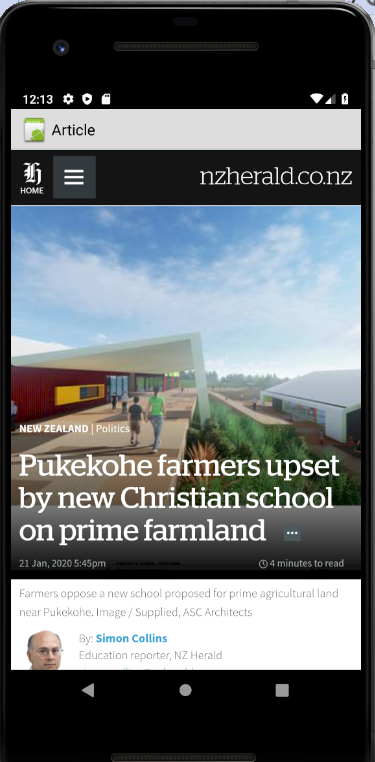 12:13
Article
HOME
nzherald.co.nz
NEW ZEALAND | Politics
Pukekohe farmers upset
by new Christian school
on prime farmland
21 Jan, 2020 5:45pm
4 minutes to read
Farmers oppose a new school proposed for prime agricultural land
near Pukekohe. Image / Supplied, ASC Architects
By: Simon Collins
Education reporter, NZ Herald